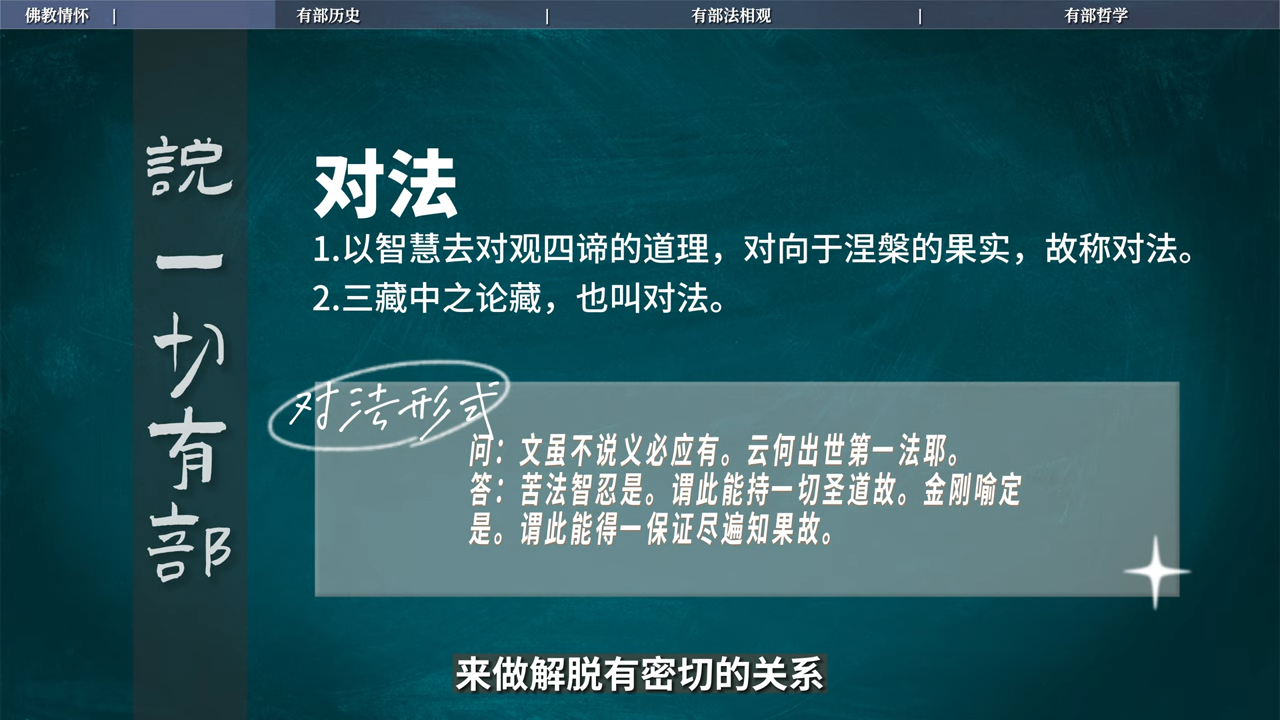 佛教情怀 | 有部历史 | 有部法相观 | 有部哲学
説一切有部
对法
1.以智慧去对观四谛的道理，对向于涅槃的果实，故称对法。
2.三藏中之论藏，也叫对法。
对法形式
问：文虽不说义必应有。云何出世第一法耶。
答：苦法智忍是。谓此能持一切圣道故。金刚喻定
是。谓此能得一保证尽遍知果故。
来做解脱有密切的关系